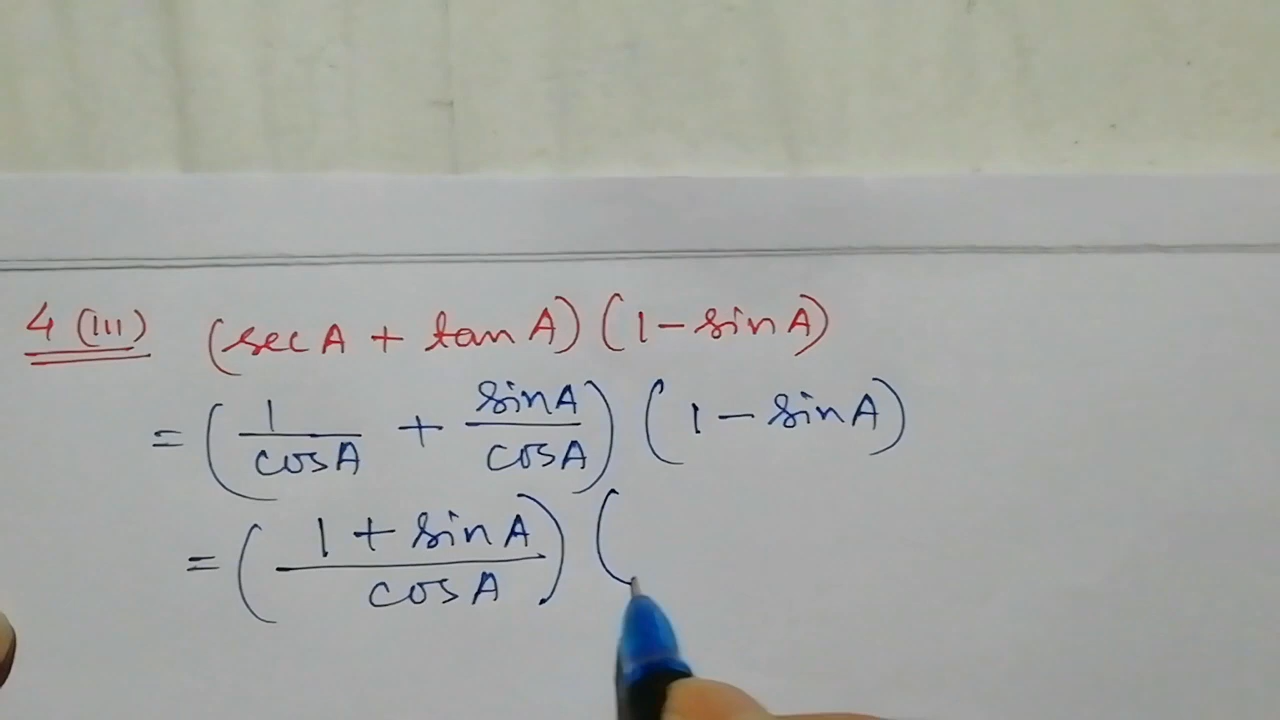 4 (iii) (sec A + tan A) (1 - sin A)
= (1/cos A + sin A/cos A) (1 - sin A)
= (1 + sin A/cos A) (